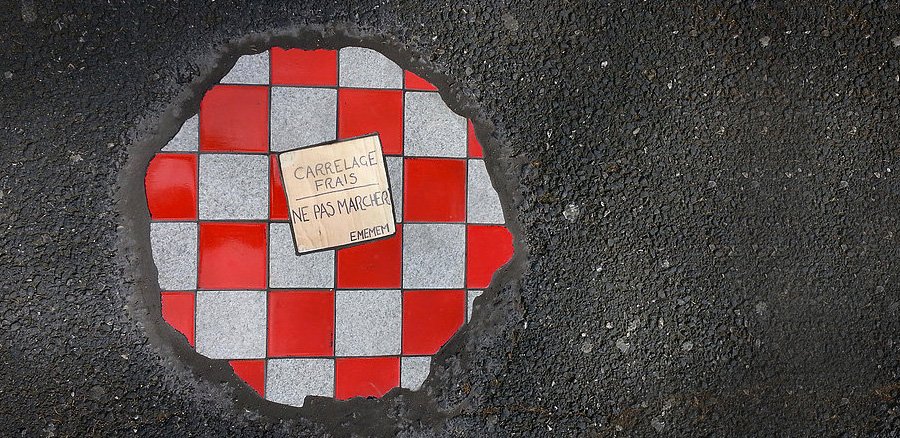 CARRELAGE
FRAIS
NE PAS MARCHER
EMEMEM